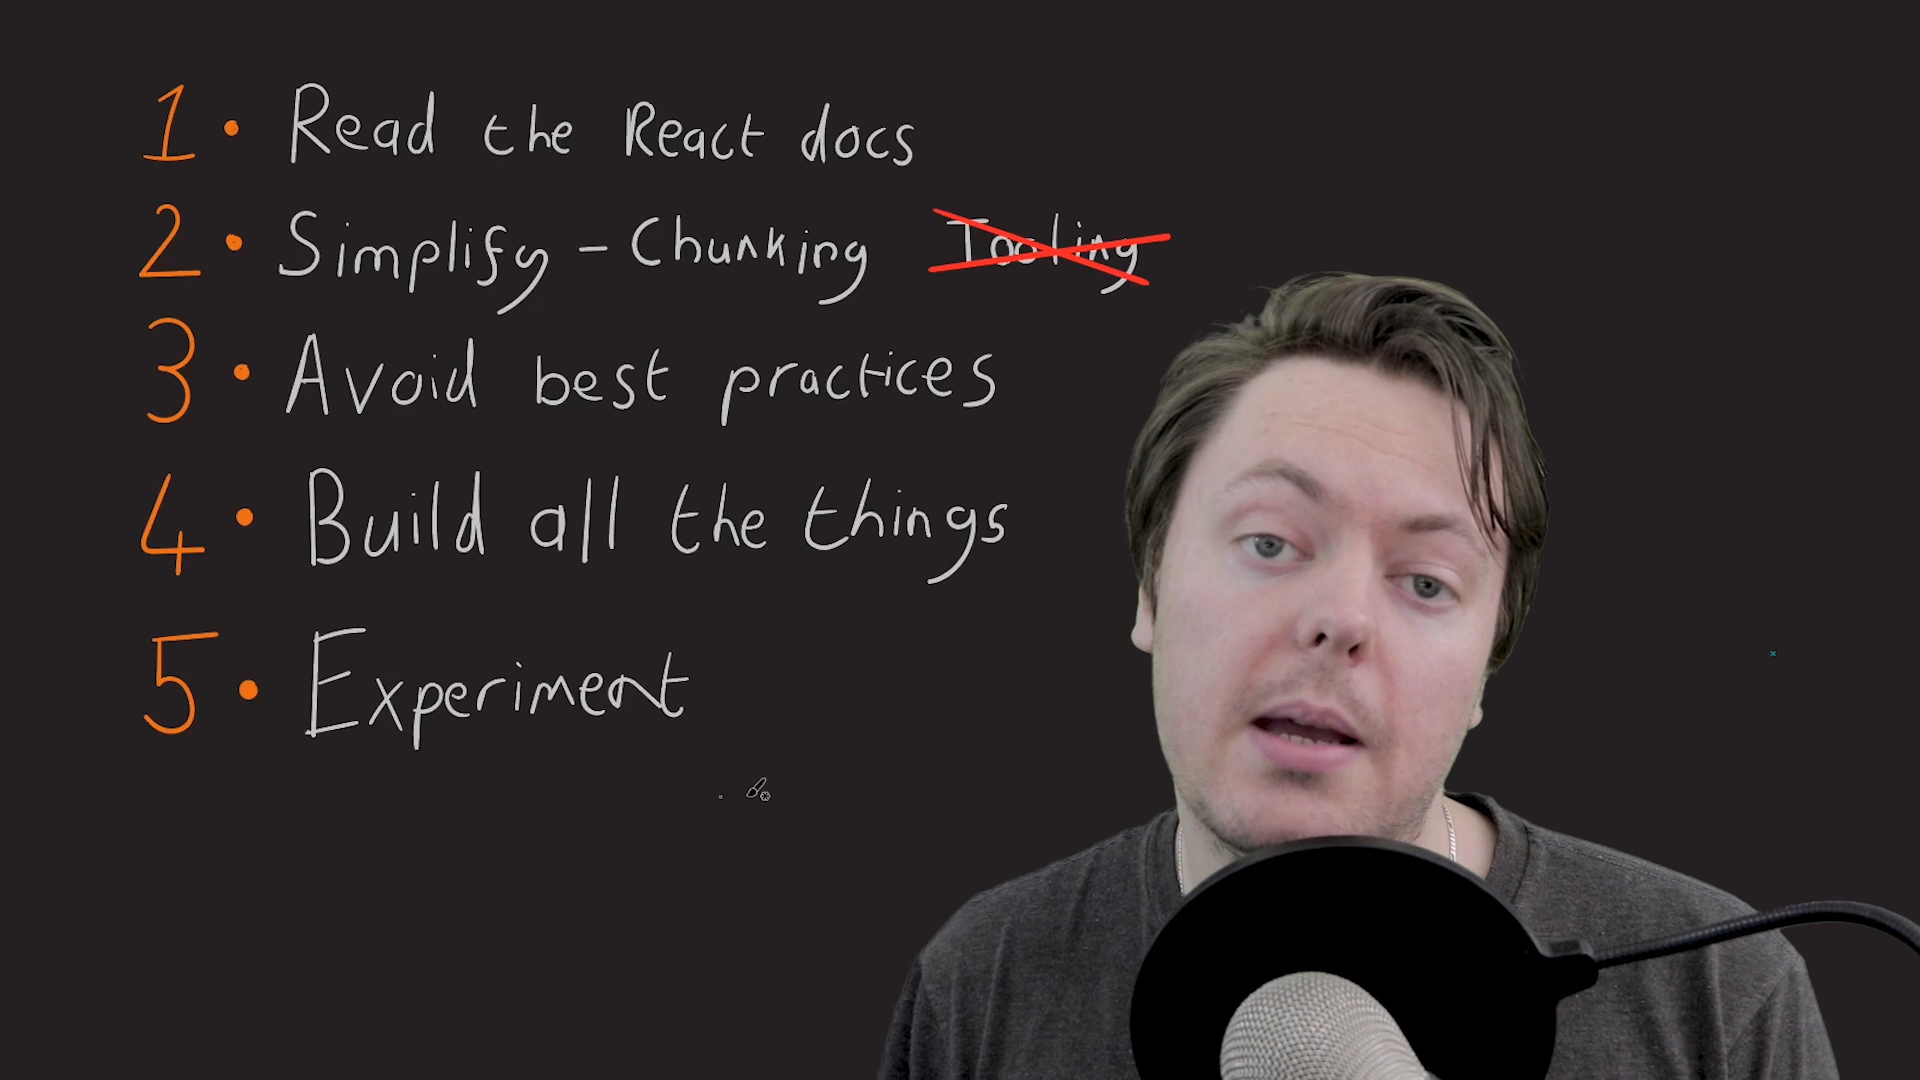 1. Read the React docs
2. Simplify - Chunking Tooling
3. Avoid best practices
4. Build all the things
5. Experiment